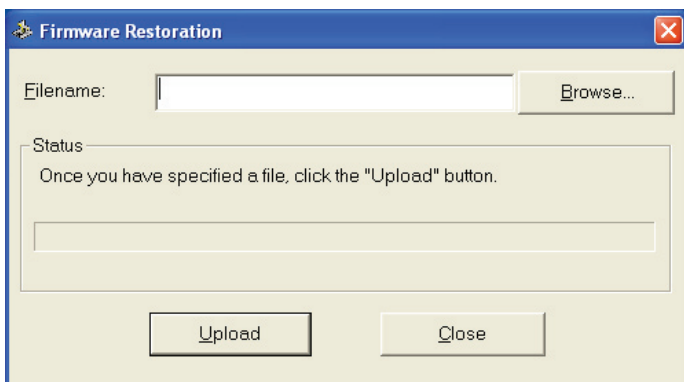 Firmware Restoration
Filename:
Browse...
Status
Once you have specified a file, click the "Upload" button.
Upload
Close